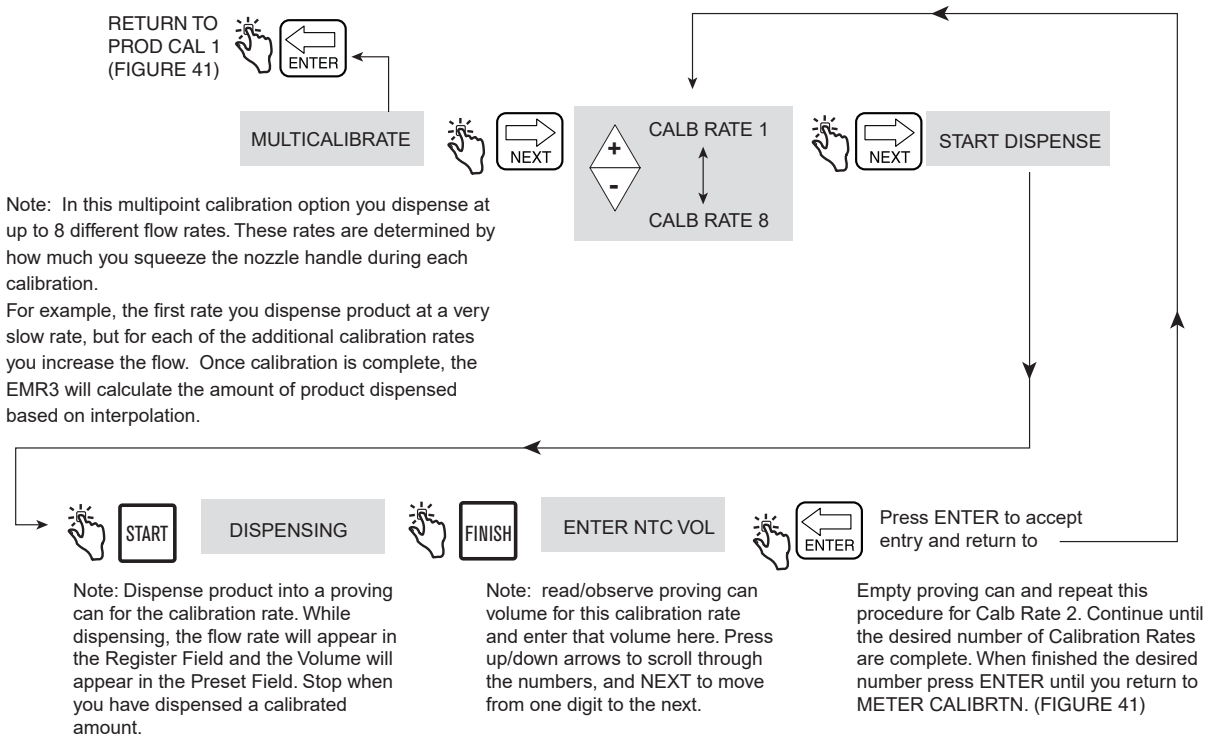 RETURN TO
PROD CAL 1
(FIGURE 41)
ENTER
MULTICALIBRATE
NEXT
+
-
CALB RATE 1
CALB RATE 8
NEXT
START DISPENSE
Note: In this multipoint calibration option you dispense at
up to 8 different flow rates. These rates are determined by
how much you squeeze the nozzle handle during each
calibration.
For example, the first rate you dispense product at a very
slow rate, but for each of the additional calibration rates
you increase the flow. Once calibration is complete, the
EMR3 will calculate the amount of product dispensed
based on interpolation.
START
DISPENSING
FINISH
ENTER NTC VOL
ENTER
Press ENTER to accept
entry and return to
Note: Dispense product into a proving
can for the calibration rate. While
dispensing, the flow rate will appear in
the Register Field and the Volume will
appear in the Preset Field. Stop when
you have dispensed a calibrated
amount.
Note: read/observe proving can
volume for this calibration rate
and enter that volume here. Press
up/down arrows to scroll through
the numbers, and NEXT to move
from one digit to the next.
Empty proving can and repeat this
procedure for Calb Rate 2. Continue until
the desired number of Calibration Rates
are complete. When finished the desired
number press ENTER until you return to
METER CALIBRTN. (FIGURE 41)